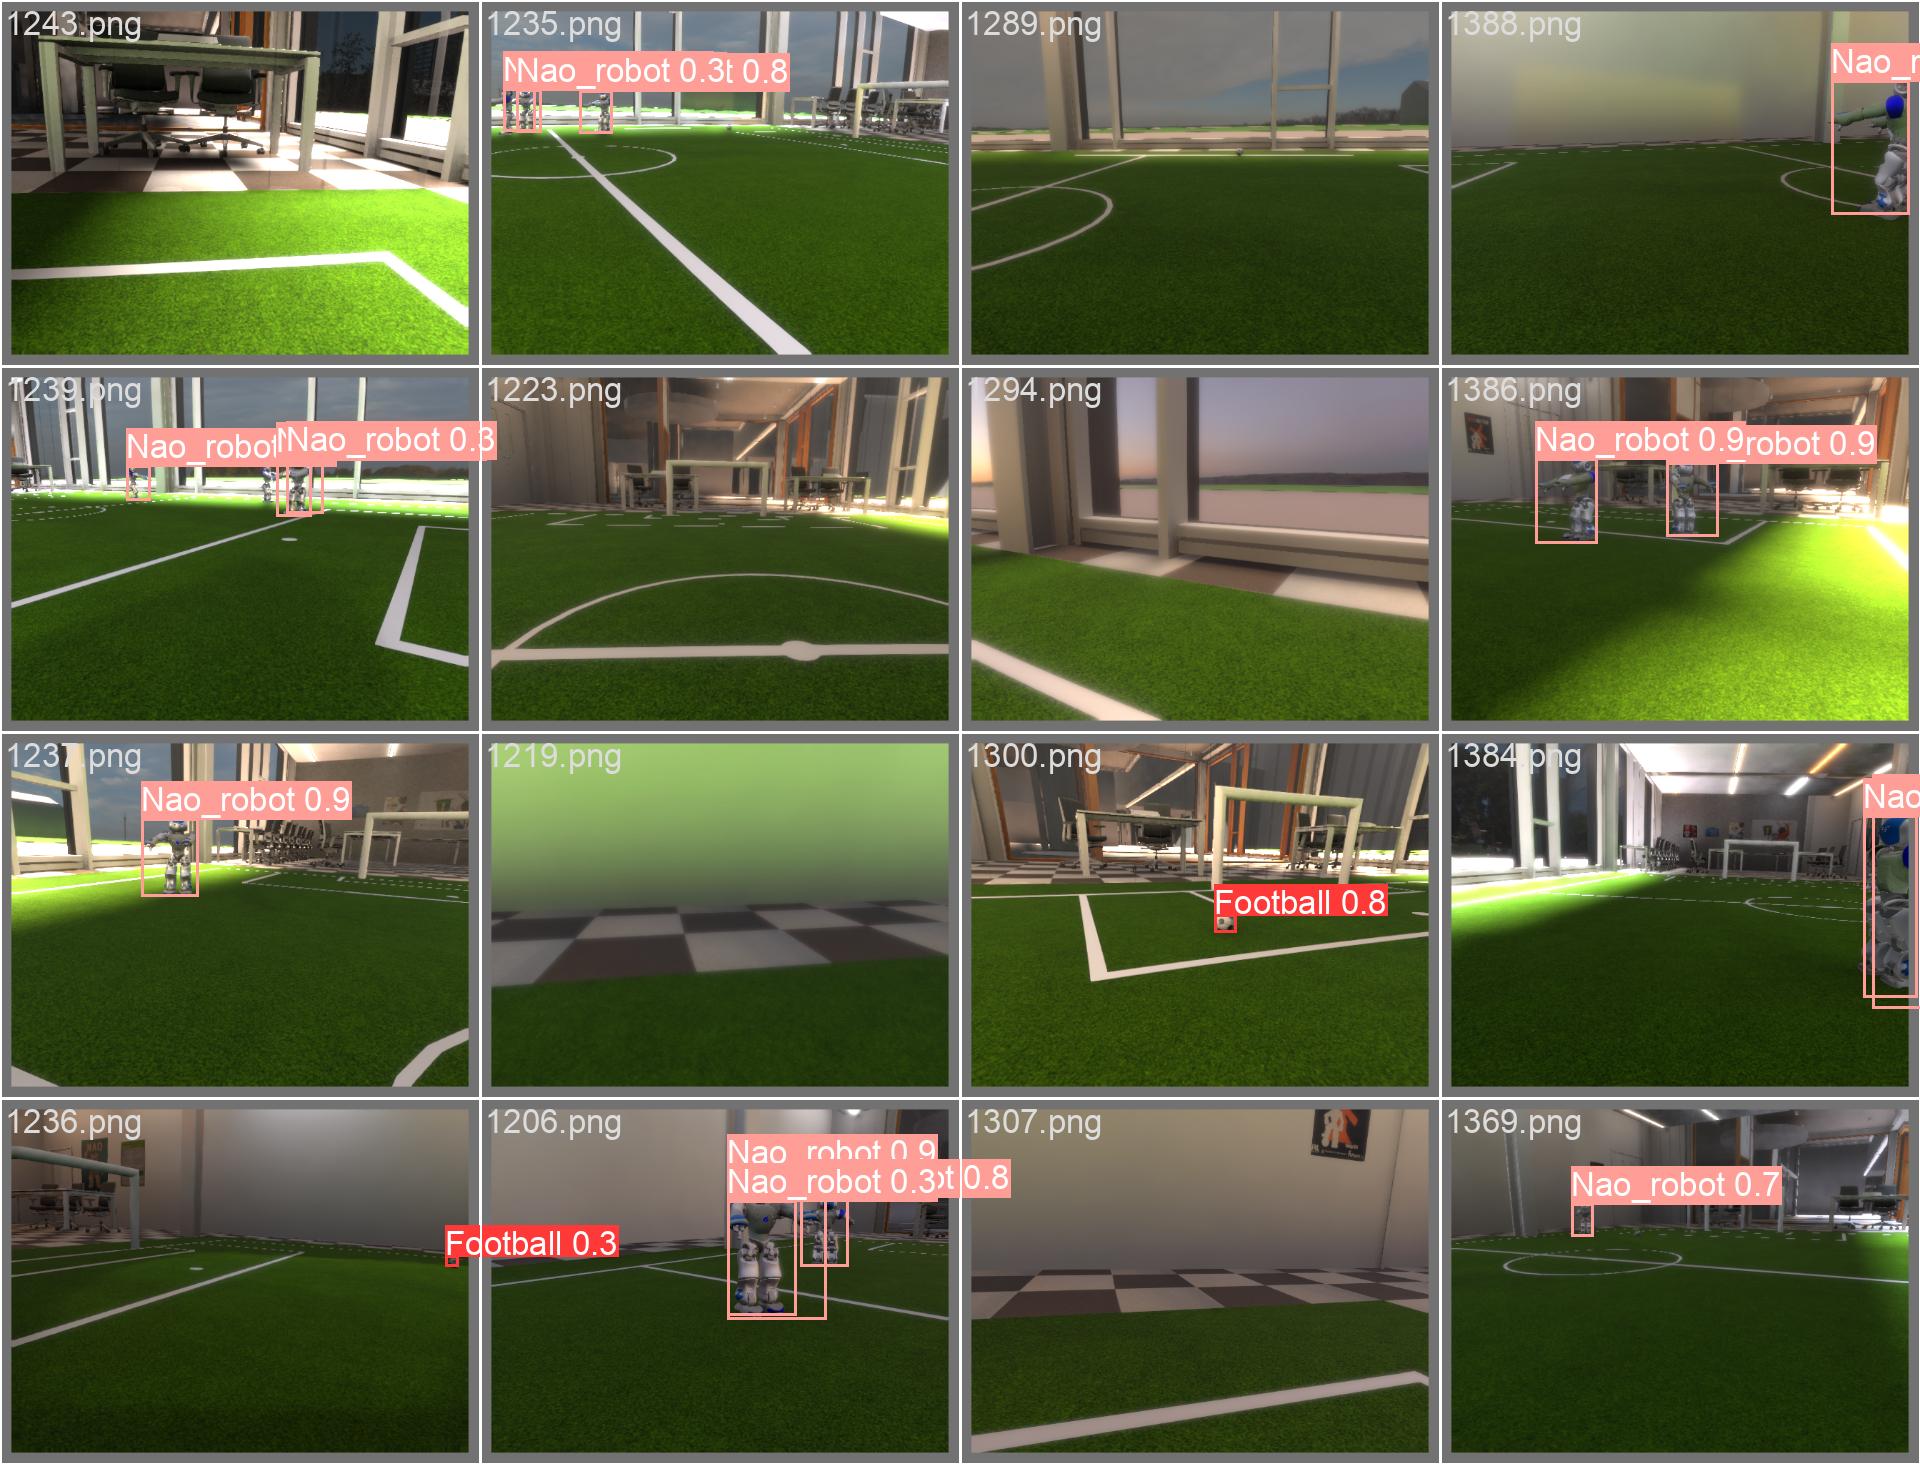 1243.png
1235.png
1289.png
1388.png
Nao_robot 0.3
t 0.8
Nao_r
1239.png
1223.png
1294.png
1386.png
Nao_robot
Nao_robot 0.3
Nao_robot 0.9
robot 0.9
1237.png
1219.png
1300.png
1384.png
Nao_robot 0.9
Nao
Football 0.8
1236.png
1206.png
1307.png
1369.png
Nao_robot 0.9
Nao_robot 0.3
t 0.8
Nao_robot 0.7
Football 0.3